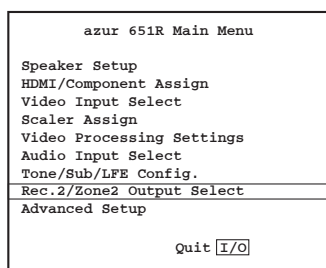 azur 651R Main Menu
Speaker Setup
HDMI/Component Assign
Video Input Select
Scaler Assign
Video Processing Settings
Audio Input Select
Tone/Sub/LFE Config.
Rec.2/Zone2 Output Select
Advanced Setup
Quit I/O